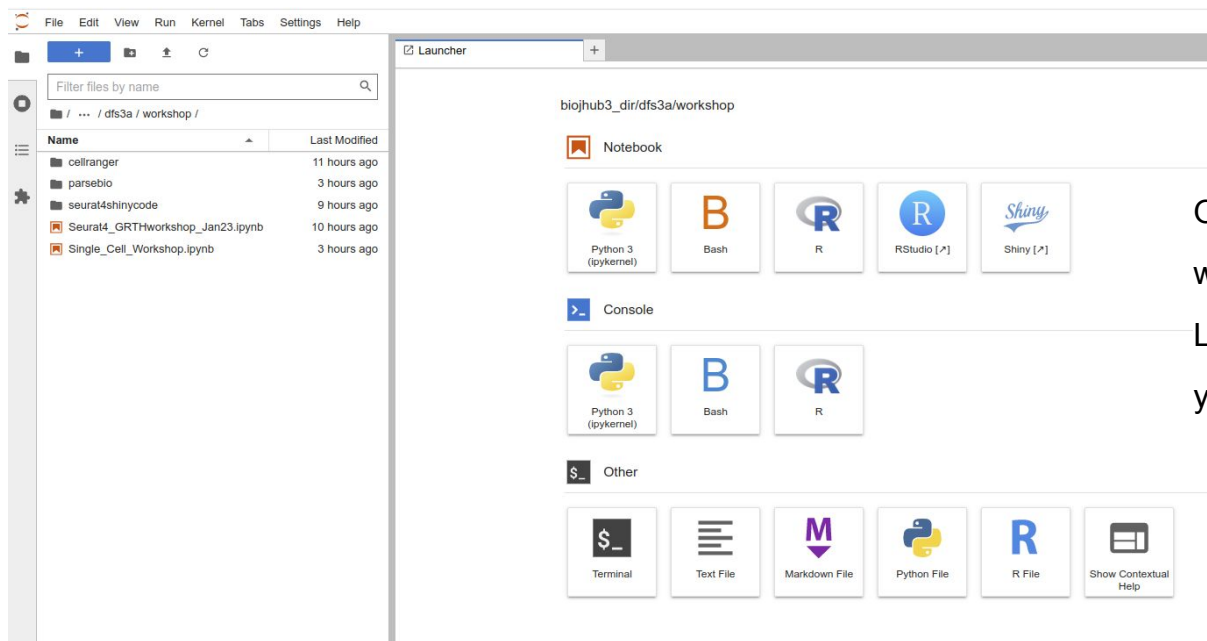 File Edit View Run Kernel Tabs Settings Help
+
Filter files by name
/ ··· / dfs3a / workshop /
Name Last Modified
cellranger 11 hours ago
parsebio 3 hours ago
seurat4shinycode 9 hours ago
Seurat4_GRTHworkshop_Jan23.ipynb 10 hours ago
Single_Cell_Workshop.ipynb 3 hours ago
Launcher +
biojhub3_dir/dfs3a/workshop
Notebook
B R R Shiny
Python 3 Bash R RStudio [↗] Shiny [↗]
(ipykernel)
>_ Console
B R
Python 3 Bash R
(ipykernel)
$_ Other
$_ M R
Terminal Text File Markdown File Python File R File Show Contextual
Help
L
y